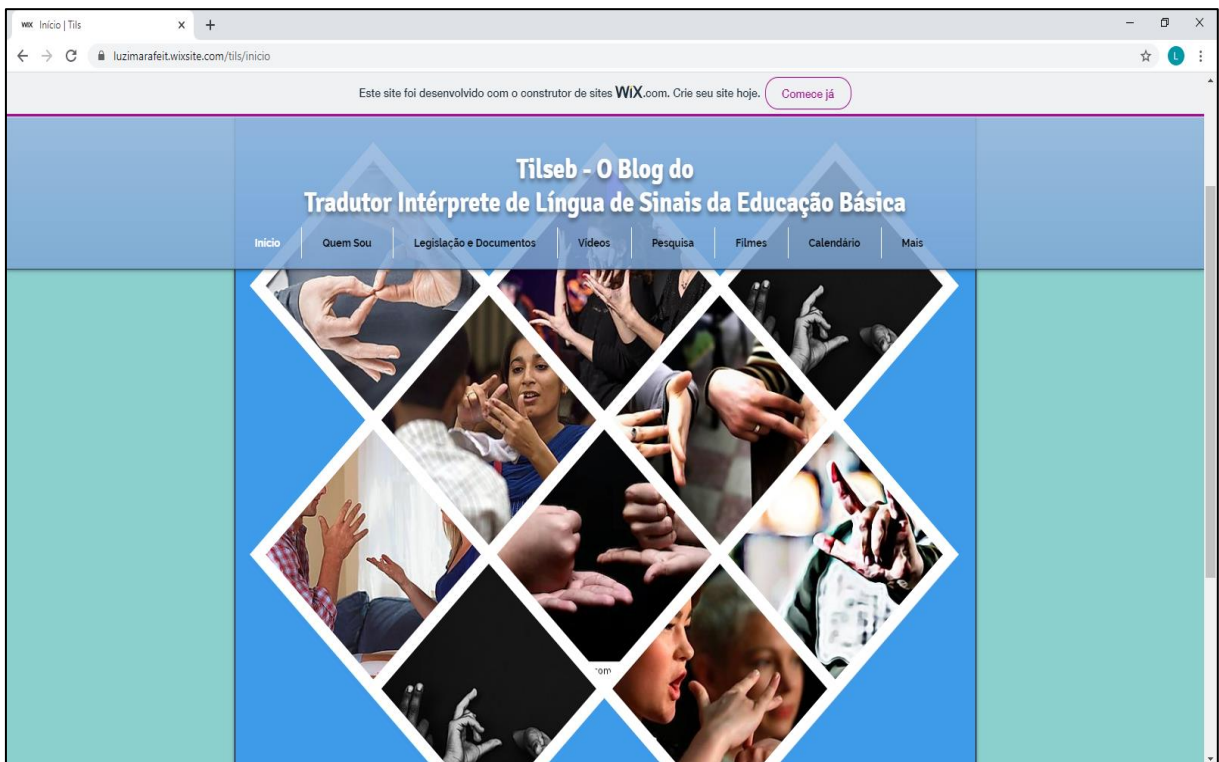 WiX Início | Tils
luzimarafeit.wixsite.com/tils/inicio
L
Este site foi desenvolvido com o construtor de sites WiX.com. Crie seu site hoje. Comece já
Tilseb - O Blog do
Tradutor Intérprete de Língua de Sinais da Educação Básica
Início Quem Sou Legislação e Documentos Vídeos Pesquisa Filmes Calendário Mais